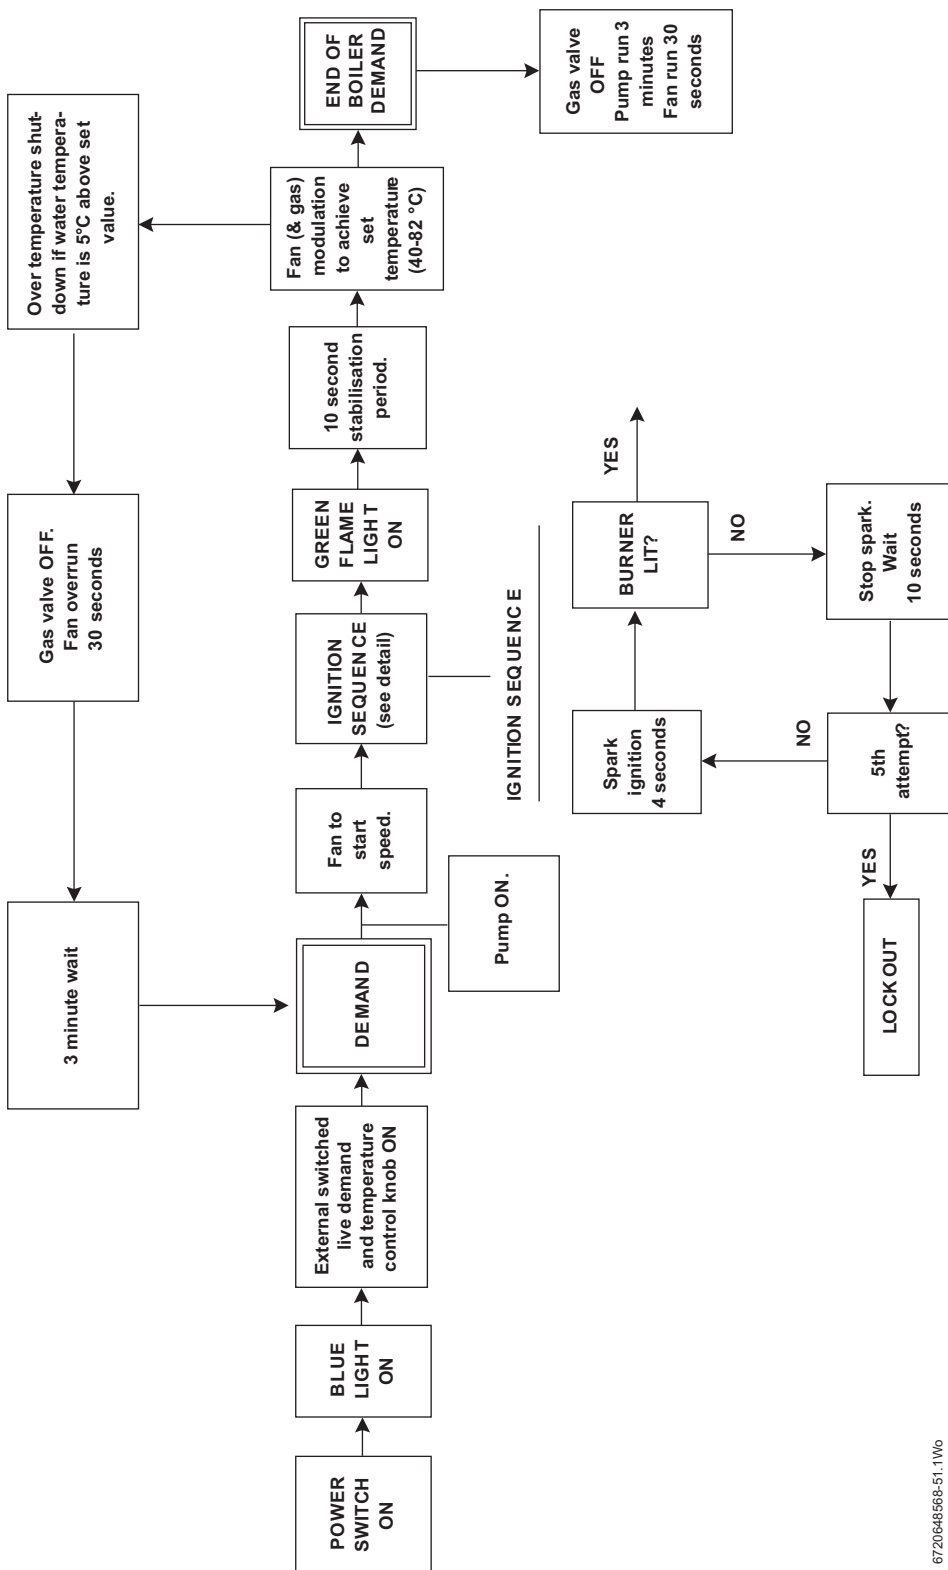 POWER
SWITCH
ON
BLUE
LIGHT
ON
External switched
live demand
and temperature
control knob ON
DEMAND
Pump ON.
Fan to
start
speed.
IGNITION
SEQUENCE
(see detail)
GREEN
FLAME
LIGHT
ON
10 second
stabilisation
period.
Fan (& gas)
modulation
to achieve
set
temperature
(40-82 °C)
END OF
BOILER
DEMAND
Gas valve
OFF
Pump run 3
minutes
Fan run 30
seconds
Over temperature shut-
down if water tempera-
ture is 5°C above set
value.
Gas valve OFF.
Fan overrun
30 seconds
3 minute wait
IGNITION SEQUENCE
Spark
ignition
4 seconds
BURNER
LIT?
YES
NO
Stop spark.
Wait
10 seconds
5th
attempt?
NO
YES
LOCKOUT
6720648568-51.1Wo